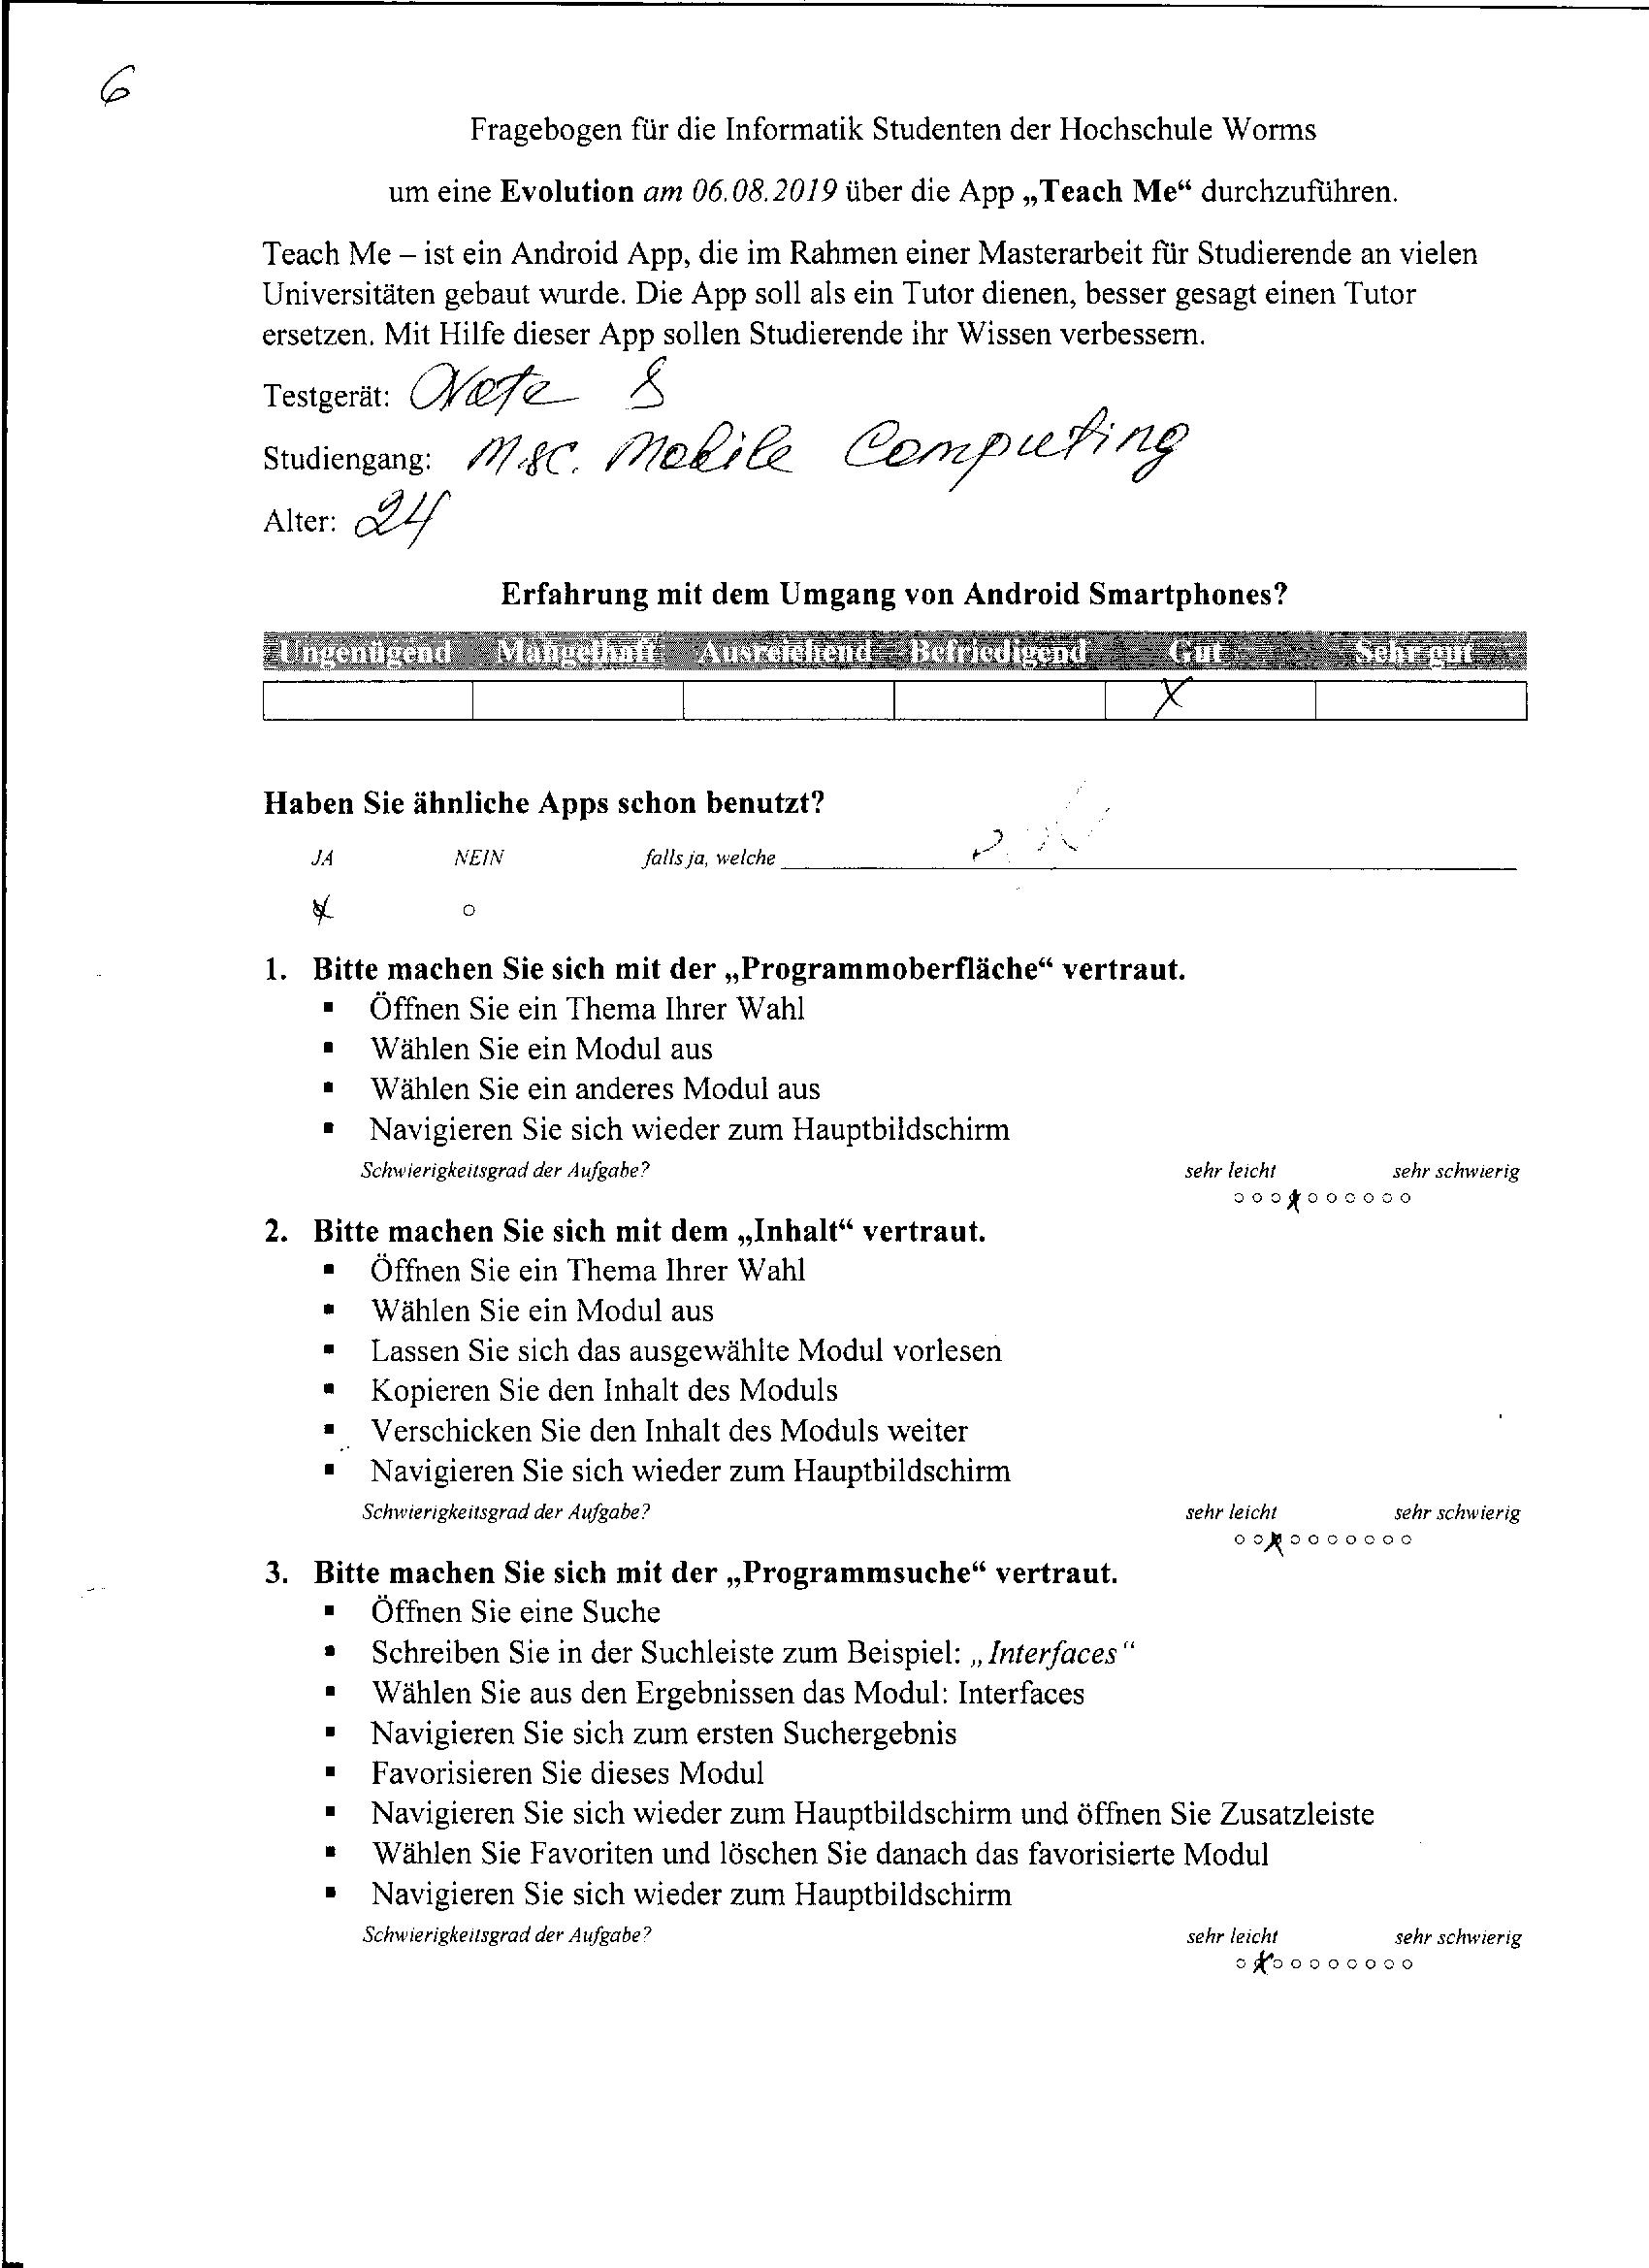 6
Fragebogen für die Informatik Studenten der Hochschule Worms
um eine Evolution am 06.08.2019 über die App „Teach Me“ durchzuführen.
Teach Me – ist ein Android App, die im Rahmen einer Masterarbeit für Studierende an vielen
Universitäten gebaut wurde. Die App soll als ein Tutor dienen, besser gesagt einen Tutor
ersetzen. Mit Hilfe dieser App sollen Studierende ihr Wissen verbessern.
Testgerät: Note 8
Studiengang: M.sc. Mobile Computing
Alter: 24
Erfahrung mit dem Umgang von Android Smartphones?
Ungenügend Mangelhaft Ausreichend Befriedigend Gut Sehr gut
X
Haben Sie ähnliche Apps schon benutzt?
JA NEIN falls ja, welche
1. Bitte machen Sie sich mit der „Programmoberfläche“ vertraut.
▪ Öffnen Sie ein Thema Ihrer Wahl
▪ Wählen Sie ein Modul aus
▪ Wählen Sie ein anderes Modul aus
▪ Navigieren Sie sich wieder zum Hauptbildschirm
Schwierigkeitsgrad der Aufgabe? sehr leicht sehr schwierig
2. Bitte machen Sie sich mit dem „Inhalt“ vertraut.
▪ Öffnen Sie ein Thema Ihrer Wahl
▪ Wählen Sie ein Modul aus
▪ Lassen Sie sich das ausgewählte Modul vorlesen
▪ Kopieren Sie den Inhalt des Moduls
▪ Verschicken Sie den Inhalt des Moduls weiter
▪ Navigieren Sie sich wieder zum Hauptbildschirm
Schwierigkeitsgrad der Aufgabe? sehr leicht sehr schwierig
3. Bitte machen Sie sich mit der „Programmsuche“ vertraut.
▪ Öffnen Sie eine Suche
▪ Schreiben Sie in der Suchleiste zum Beispiel: „Interfaces“
▪ Wählen Sie aus den Ergebnissen das Modul: Interfaces
▪ Navigieren Sie sich zum ersten Suchergebnis
▪ Favorisieren Sie dieses Modul
▪ Navigieren Sie sich wieder zum Hauptbildschirm und öffnen Sie Zusatzleiste
▪ Wählen Sie Favoriten und löschen Sie danach das favorisierte Modul
▪ Navigieren Sie sich wieder zum Hauptbildschirm
Schwierigkeitsgrad der Aufgabe? sehr leicht sehr schwierig